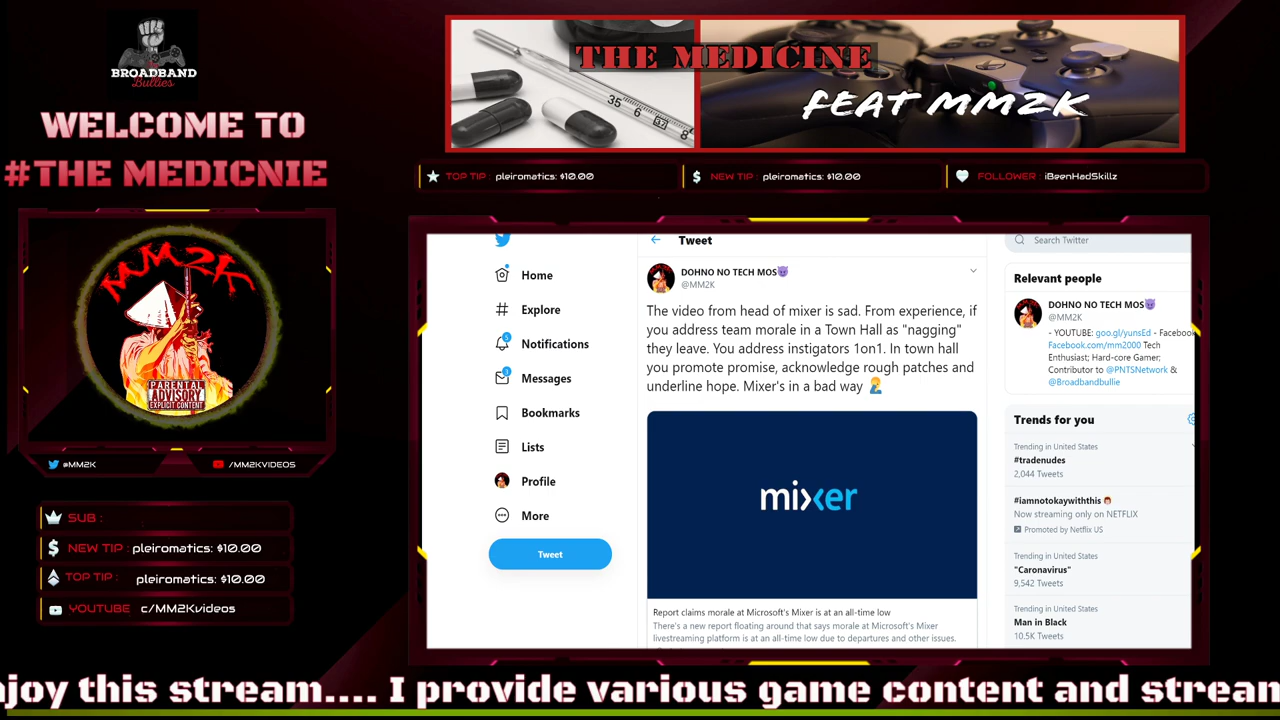 BROADBAND
Bullies
WELCOME TO
#THE MEDICNIE
MM2K
PARENTAL
ADVISORY
EXPLICIT CONTENT
@MM2K
/MM2KVIDEOS
SUB :
NEW TIP : pleiromatics: $10.00
TOP TIP : pleiromatics: $10.00
YOUTUBE c/MM2Kvideos
THE MEDICINE
FEAT MM2K
35 6 37 8
TOP TIP : pleiromatics: $10.00
NEW TIP : pleiromatics: $10.00
FOLLOWER : iBeenHadSkillz
Home
Explore
5
Notifications
3
Messages
Bookmarks
Lists
Profile
More
Tweet
Tweet
DOHNO NO TECH MOS😈
@MM2K
The video from head of mixer is sad. From experience, if
you address team morale in a Town Hall as "nagging"
they leave. You address instigators 1on1. In town hall
you promote promise, acknowledge rough patches and
underline hope. Mixer's in a bad way 🤦
mixer
Report claims morale at Microsoft's Mixer is at an all-time low
There's a new report floating around that says morale at Microsoft's Mixer
livestreaming platform is at an all-time low due to departures and other issues.
Search Twitter
Relevant people
DOHNO NO TECH MOS😈
@MM2K
- YOUTUBE: goo.gl/yunsEd - Facebook
Facebook.com/mm2000 Tech
Enthusiast; Hard-core Gamer;
Contributor to @PNTSNetwork &
@Broadbandbullie
Trends for you
Trending in United States
#tradenudes
2,044 Tweets
#iamnotokaywiththis
Now streaming only on NETFLIX
Promoted by Netflix US
Trending in United States
"Caronavirus"
9,542 Tweets
Trending in United States
Man in Black
10.5K Tweets
njoy this stream.... I provide various game content and strean